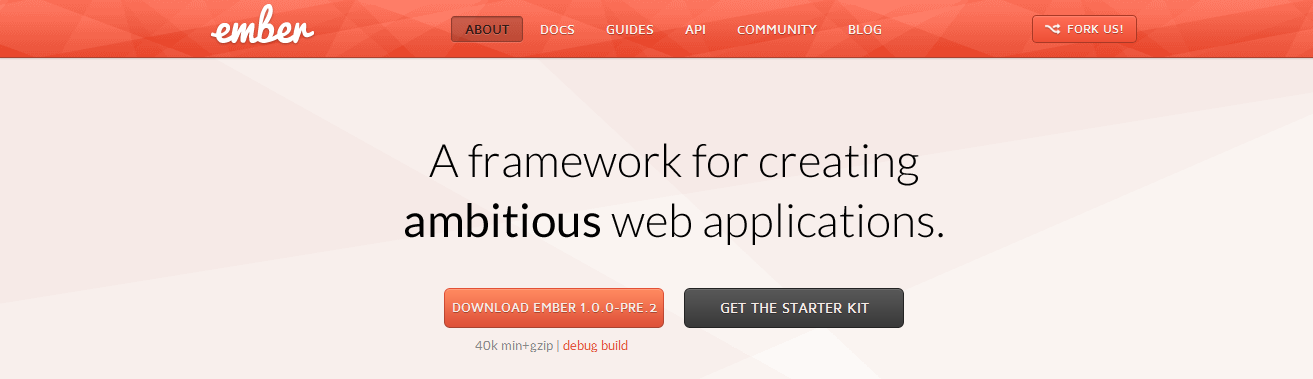 ember
ABOUT
DOCS
GUIDES
API
COMMUNITY
BLOG
FORK US!
A framework for creating
ambitious web applications.
DOWNLOAD EMBER 1.0.0-PRE.2
GET THE STARTER KIT
40k min+gzip | debug build